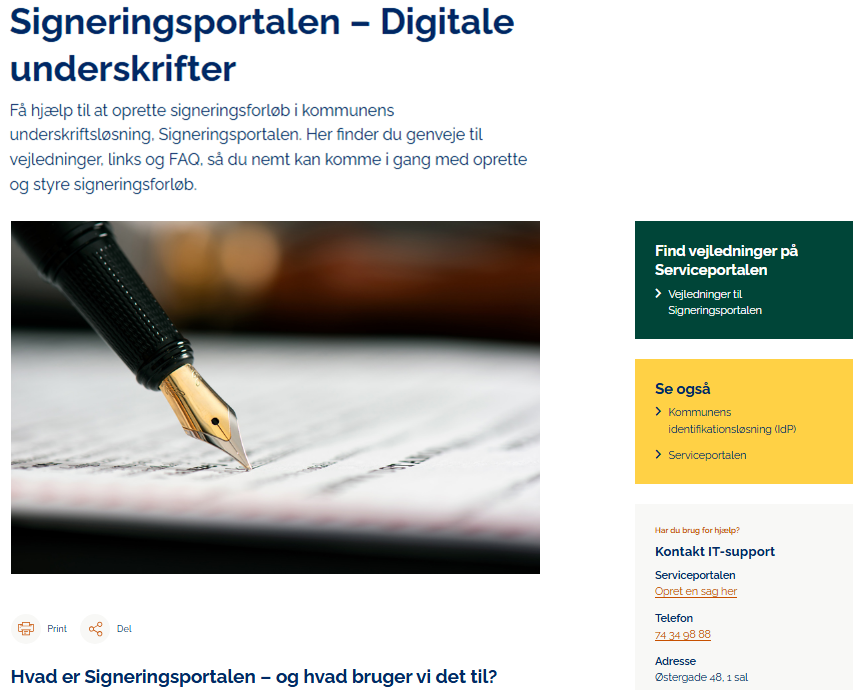 Signeringsportalen – Digitale
underskrifter
Få hjælp til at oprette signeringsforløb i kommunens
underskriftsløsning, Signeringsportalen. Her finder du genveje til
vejledninger, links og FAQ, så du nemt kan komme i gang med oprette
og styre signeringsforløb.
Find vejledninger på
Serviceportalen
Vejledninger til
Signeringsportalen
Se også
Kommunens
identifikationsløsning (IdP)
Serviceportalen
Har du brug for hjælp?
Kontakt IT-support
Serviceportalen
Opret en sag her
Telefon
74 34 98 88
Adresse
Østergade 48, 1 sal
Print
Del
Hvad er Signeringsportalen – og hvad bruger vi det til?